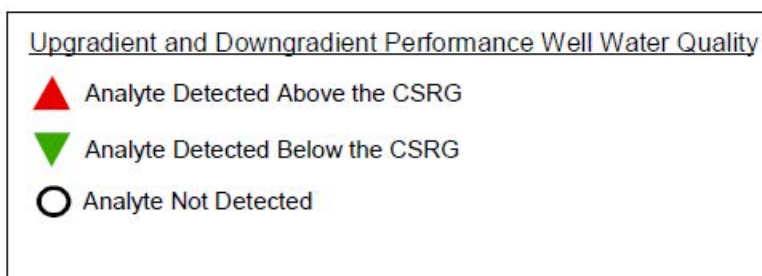 Upgradient and Downgradient Performance Well Water Quality
Analyte Detected Above the CSRG
Analyte Detected Below the CSRG
Analyte Not Detected